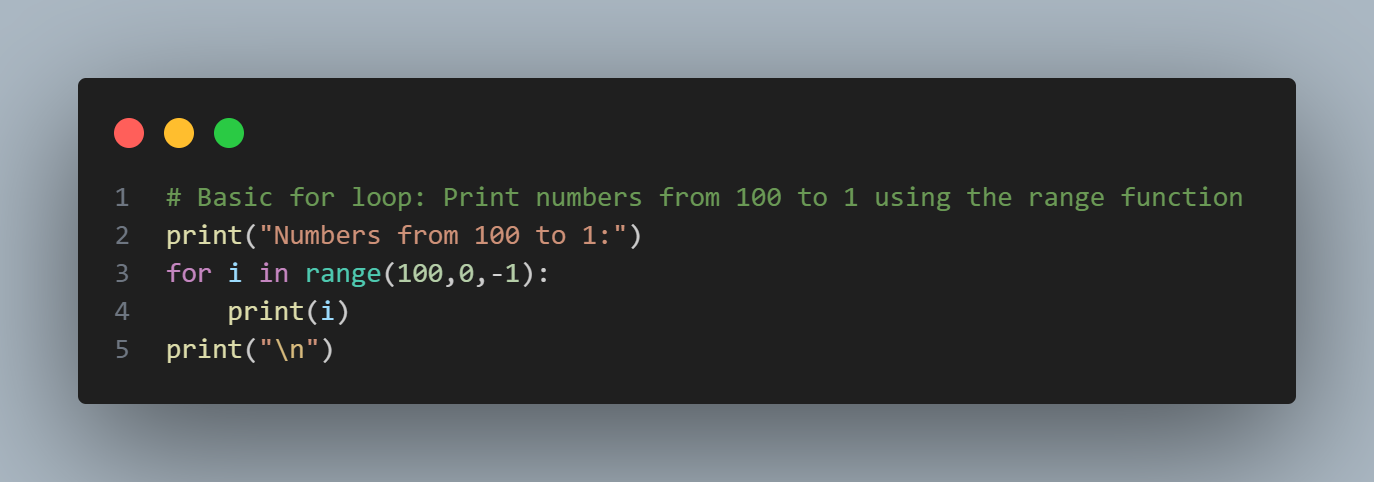 1 # Basic for loop: Print numbers from 100 to 1 using the range function
2 print("Numbers from 100 to 1:")
3 for i in range(100,0,-1):
4     print(i)
5 print("\n")